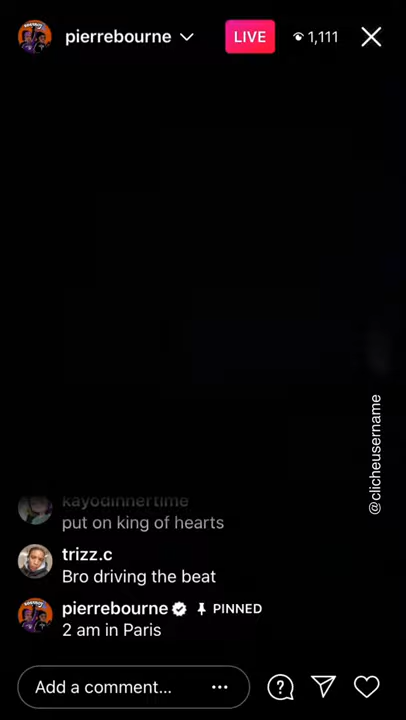 pierrebourne
LIVE
1,111
@clicheusername
kayodinnertime
put on king of hearts
trizz.c
Bro driving the beat
pierrebourne PINNED
2 am in Paris
Add a comment...